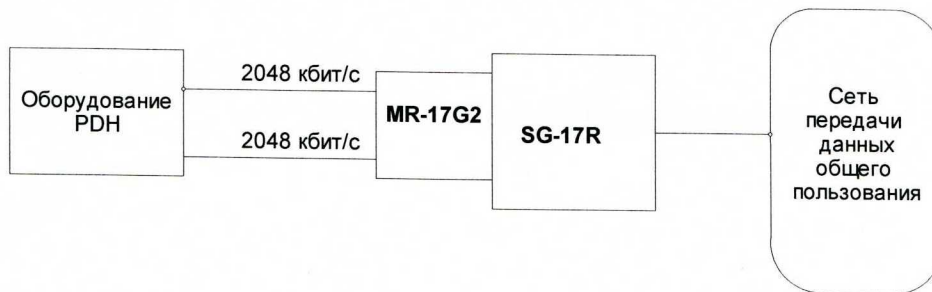 Оборудование
PDH
2048 кбит/с
2048 кбит/с
MR-17G2
SG-17R
Сеть
передачи
данных
общего
пользования